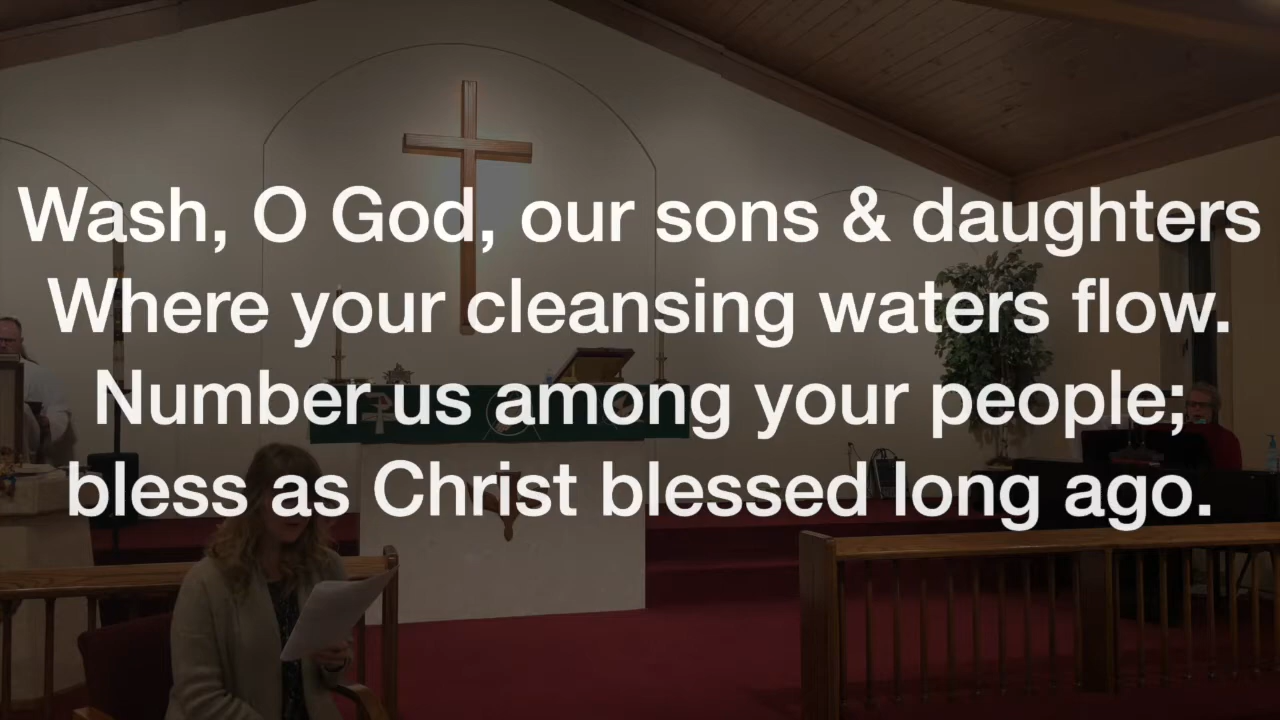 Wash, O God, our sons & daughters
Where your cleansing waters flow.
Number us among your people;
bless as Christ blessed long ago.